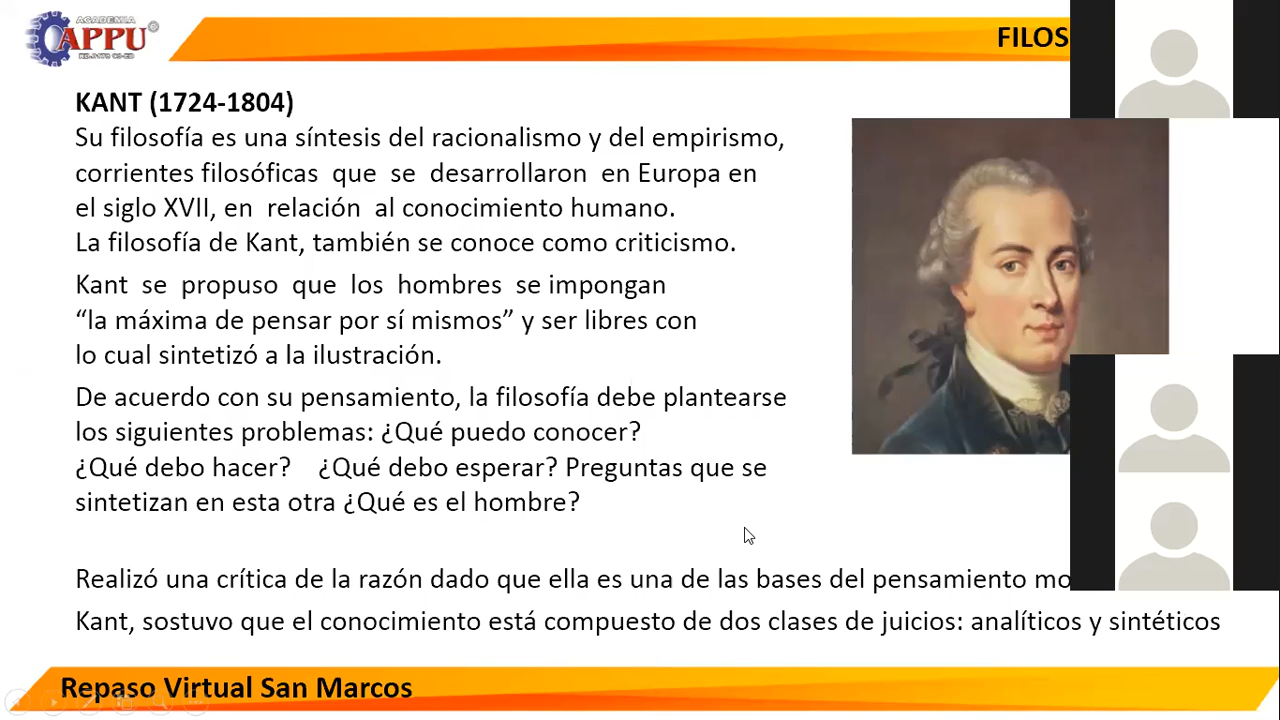 ACADEMIA
CAPPU
FILOS
KANT (1724-1804)
Su filosofía es una síntesis del racionalismo y del empirismo,
corrientes filosóficas que se desarrollaron en Europa en
el siglo XVII, en relación al conocimiento humano.
La filosofía de Kant, también se conoce como criticismo.
Kant se propuso que los hombres se impongan
“la máxima de pensar por sí mismos” y ser libres con
lo cual sintetizó a la ilustración.
De acuerdo con su pensamiento, la filosofía debe plantearse
los siguientes problemas: ¿Qué puedo conocer?
¿Qué debo hacer? ¿Qué debo esperar? Preguntas que se
sintetizan en esta otra ¿Qué es el hombre?
Realizó una crítica de la razón dado que ella es una de las bases del pensamiento mo
Kant, sostuvo que el conocimiento está compuesto de dos clases de juicios: analíticos y sintéticos
Repaso Virtual San Marcos